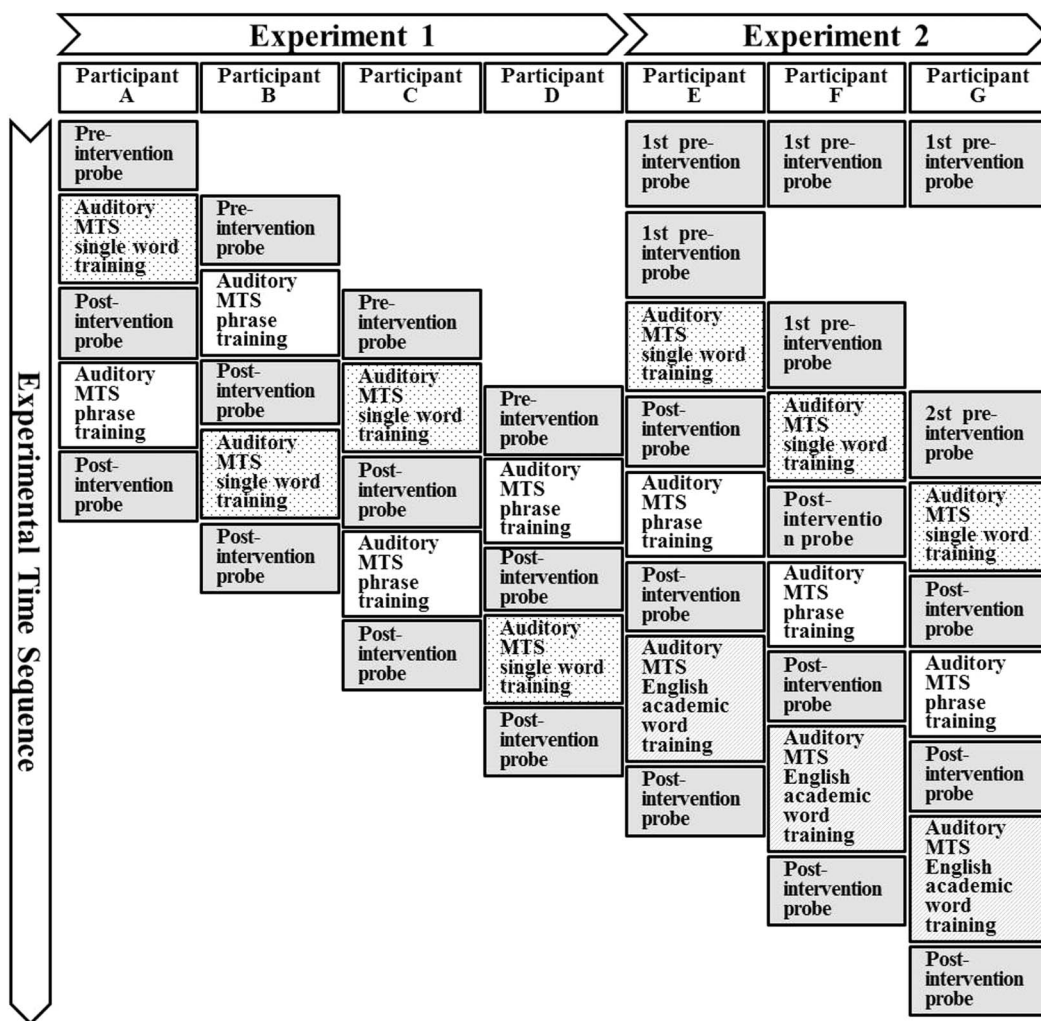 Experiment 1
Experiment 2
Participant
A
Participant
B
Participant
C
Participant
D
Participant
E
Participant
F
Participant
G
Experimental Time Sequence
Pre-
intervention
probe
Auditory
MTS
single word
training
Post-
intervention
probe
Auditory
MTS
phrase
training
Post-
intervention
probe
Pre-
intervention
probe
Auditory
MTS
phrase
training
Post-
intervention
probe
Auditory
MTS
single word
training
Post-
intervention
probe
Pre-
intervention
probe
Auditory
MTS
single word
training
Post-
intervention
probe
Auditory
MTS
phrase
training
Post-
intervention
probe
Pre-
intervention
probe
Auditory
MTS
phrase
training
Post-
intervention
probe
Auditory
MTS
single word
training
Post-
intervention
probe
1st pre-
intervention
probe
1st pre-
intervention
probe
Auditory
MTS
single word
training
Post-
intervention
probe
Auditory
MTS
phrase
training
Post-
intervention
probe
Auditory
MTS
English
academic
word
training
Post-
intervention
probe
1st pre-
intervention
probe
1st pre-
intervention
probe
Auditory
MTS
single word
training
Post-
interventio
n probe
Auditory
MTS
phrase
training
Post-
intervention
probe
Auditory
MTS
English
academic
word
training
Post-
intervention
probe
1st pre-
intervention
probe
2st pre-
intervention
probe
Auditory
MTS
single word
training
Post-
intervention
probe
Auditory
MTS
phrase
training
Post-
intervention
probe
Auditory
MTS
English
academic
word
training
Post-
intervention
probe